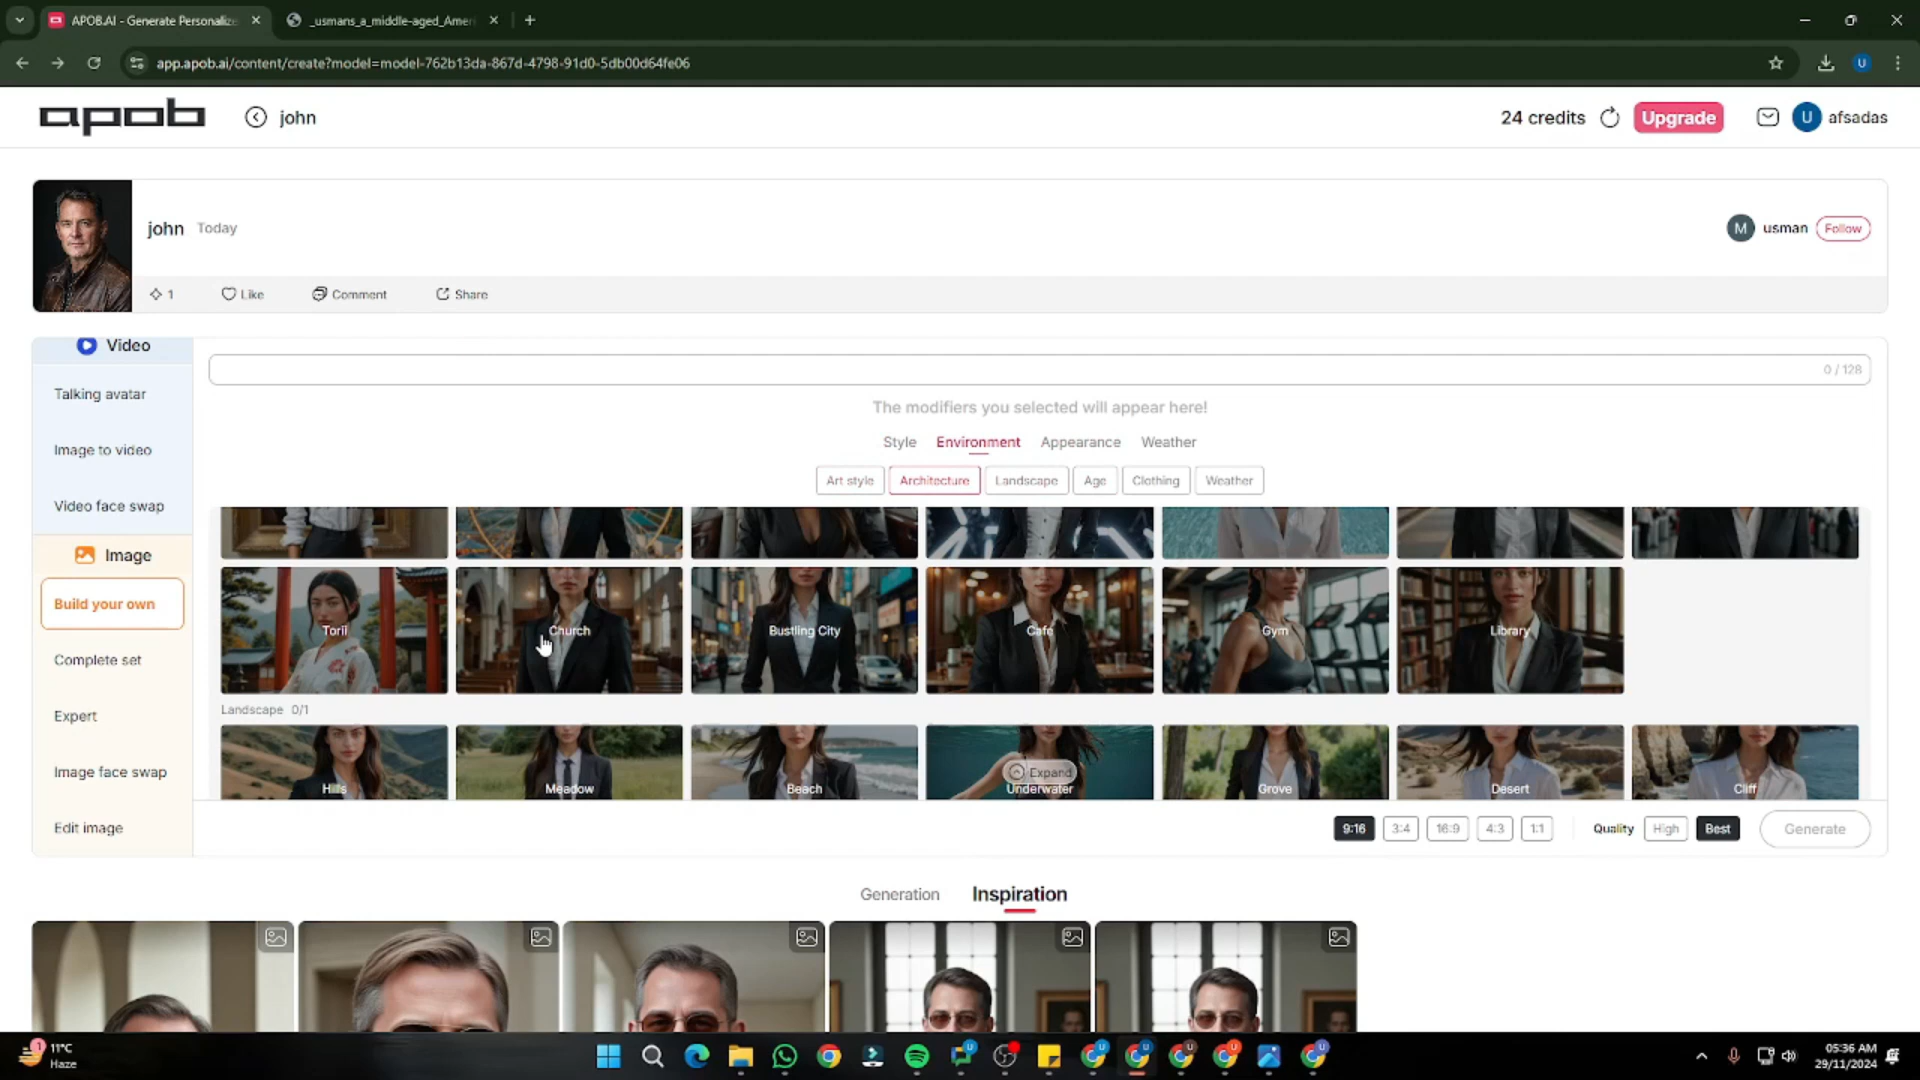 APOB.AI - Generate Personaliz
_usmans_a_middle-aged_Amer
app.apob.ai/content/create?model=model-762b13da-867d-4798-91d0-5db00d64fe06
U
apob
john
24 credits
Upgrade
U
afsadas
john Today
M usman Follow
1 Like Comment Share
Video
0 / 128
Talking avatar
The modifiers you selected will appear here!
Style Environment Appearance Weather
Image to video
Art style Architecture Landscape Age Clothing Weather
Video face swap
Image
Build your own
Torii Church Bustling City Cafe Gym Library
Complete set
Landscape 0/1
Expert
Image face swap
Expand
Hills Meadow Beach Underwater Grove Desert Cliff
Edit image
9:16 3:4 16:9 4:3 1:1 Quality High Best Generate
Generation Inspiration
1
11°C
Haze
05:36 AM
29/11/2024